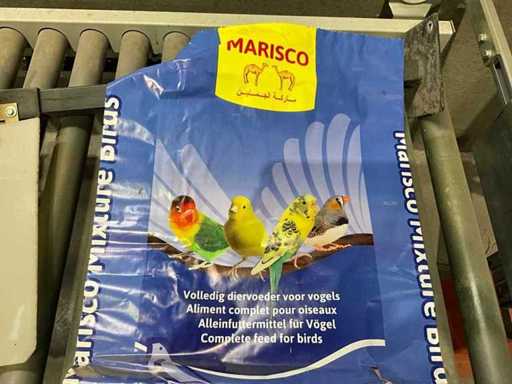 MARISCO
ماركة الجملين
Volledig diervoeder voor vogels
Aliment complet pour oiseaux
Alleinfuttermittel für Vögel
Complete feed for birds
Marisco Mixture Birds
Marisco Mixture Bir